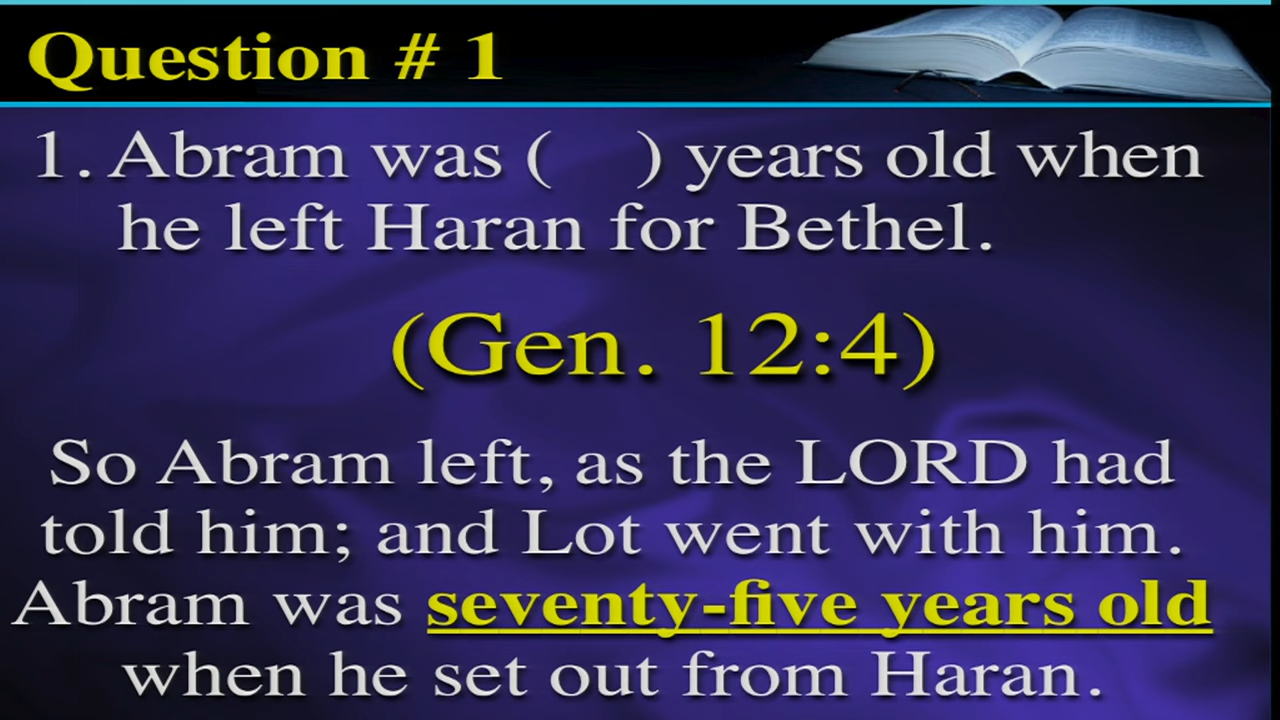 Question # 1
1. Abram was (    ) years old when
he left Haran for Bethel.
(Gen. 12:4)
So Abram left, as the LORD had
told him; and Lot went with him.
Abram was seventy-five years old
when he set out from Haran.